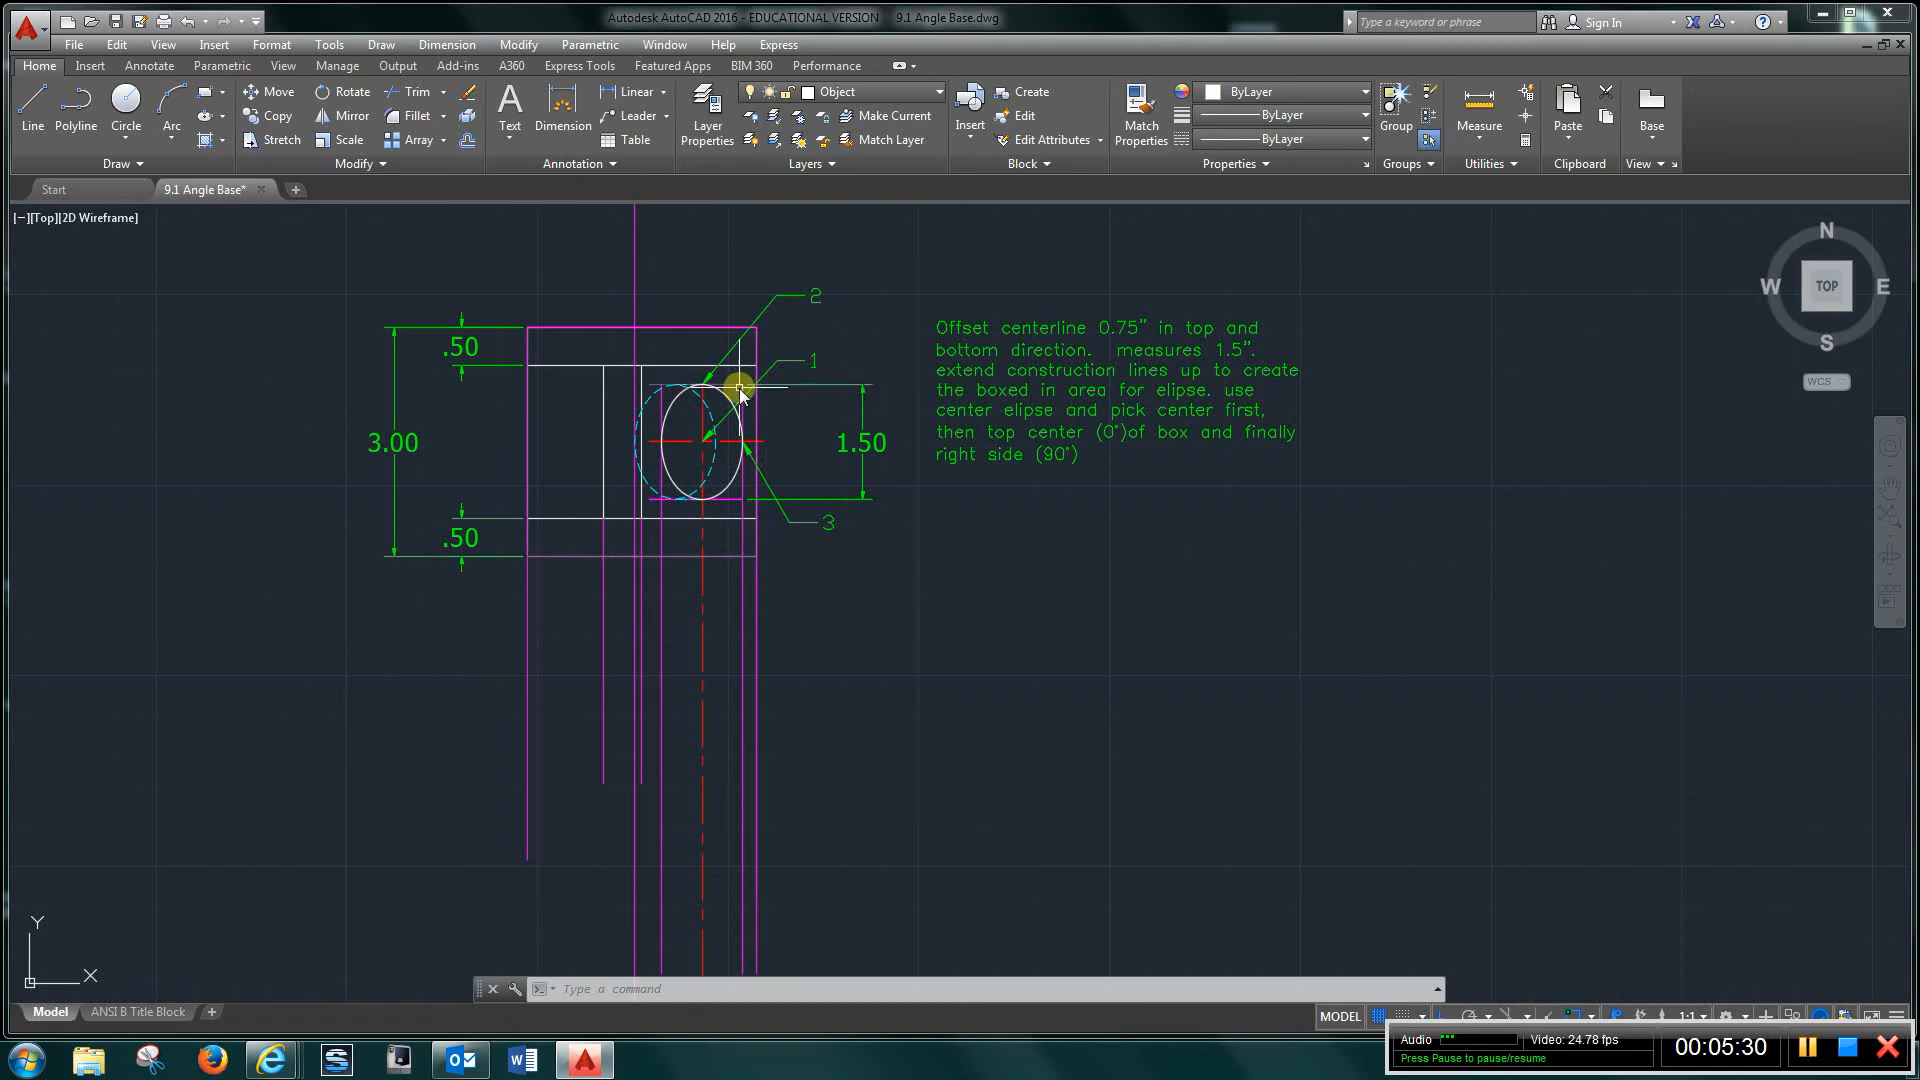 Autodesk AutoCAD 2016 - EDUCATIONAL VERSION 9.1 Angle Base.dwg
Type a keyword or phrase
Sign In
File Edit View Insert Format Tools Draw Dimension Modify Parametric Window Help Express
Home Insert Annotate Parametric View Manage Output Add-ins A360 Express Tools Featured Apps BIM 360 Performance
Line Polyline Circle Arc
Move Rotate Trim
Copy Mirror Fillet
Stretch Scale Array
Text Dimension
Linear
Leader
Table
Layer Properties
Object
Make Current
Match Layer
Insert
Create
Edit
Edit Attributes
Match Properties
ByLayer
ByLayer
ByLayer
Group
Measure
Paste
Base
Draw Modify Annotation Layers Block Properties Groups Utilities Clipboard View
Start
9.1 Angle Base*
[−][Top][2D Wireframe]
N
W TOP E
S
WCS
2
1
3
.50
3.00
.50
1.50
Offset centerline 0.75" in top and
bottom direction. measures 1.5".
extend construction lines up to create
the boxed in area for elipse. use
center elipse and pick center first,
then top center (0°)of box and finally
right side (90°)
Y
X
Type a command
Model ANSI B Title Block
MODEL
1:1
Audio
Video: 24.78 fps
Press Pause to pause/resume
00:05:30